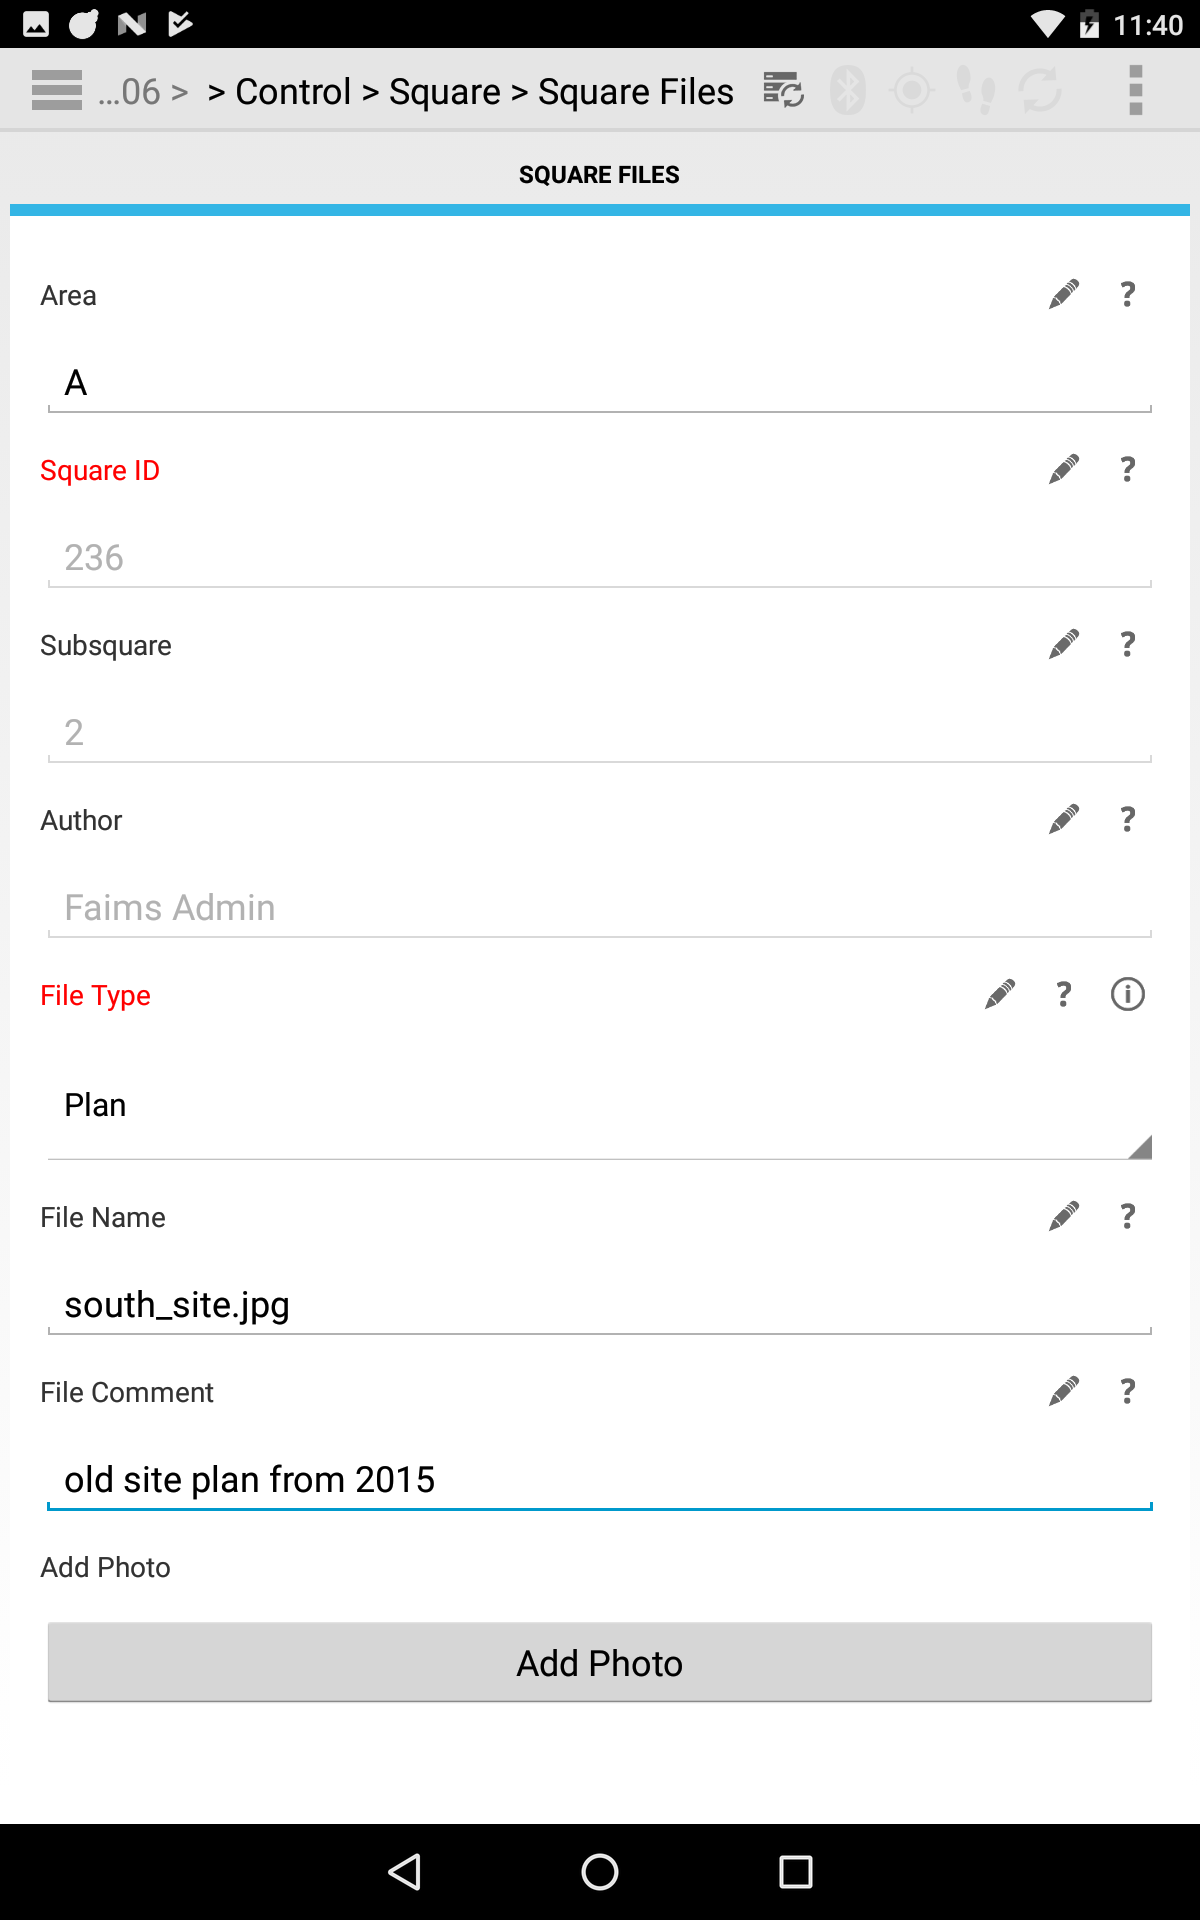 11:40
...06 > > Control > Square > Square Files
SQUARE FILES
Area ?
A
Square ID ?
236
Subsquare ?
2
Author ?
Faims Admin
File Type ? i
Plan
File Name ?
south_site.jpg
File Comment ?
old site plan from 2015
Add Photo
Add Photo